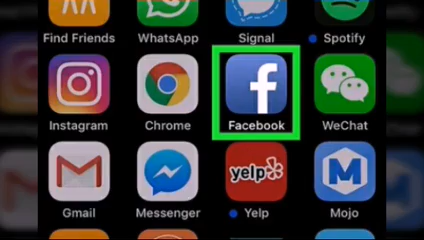 Find Friends WhatsApp Signal Spotify
Instagram Chrome Facebook WeChat
yelp M
Gmail Messenger Yelp Mojo